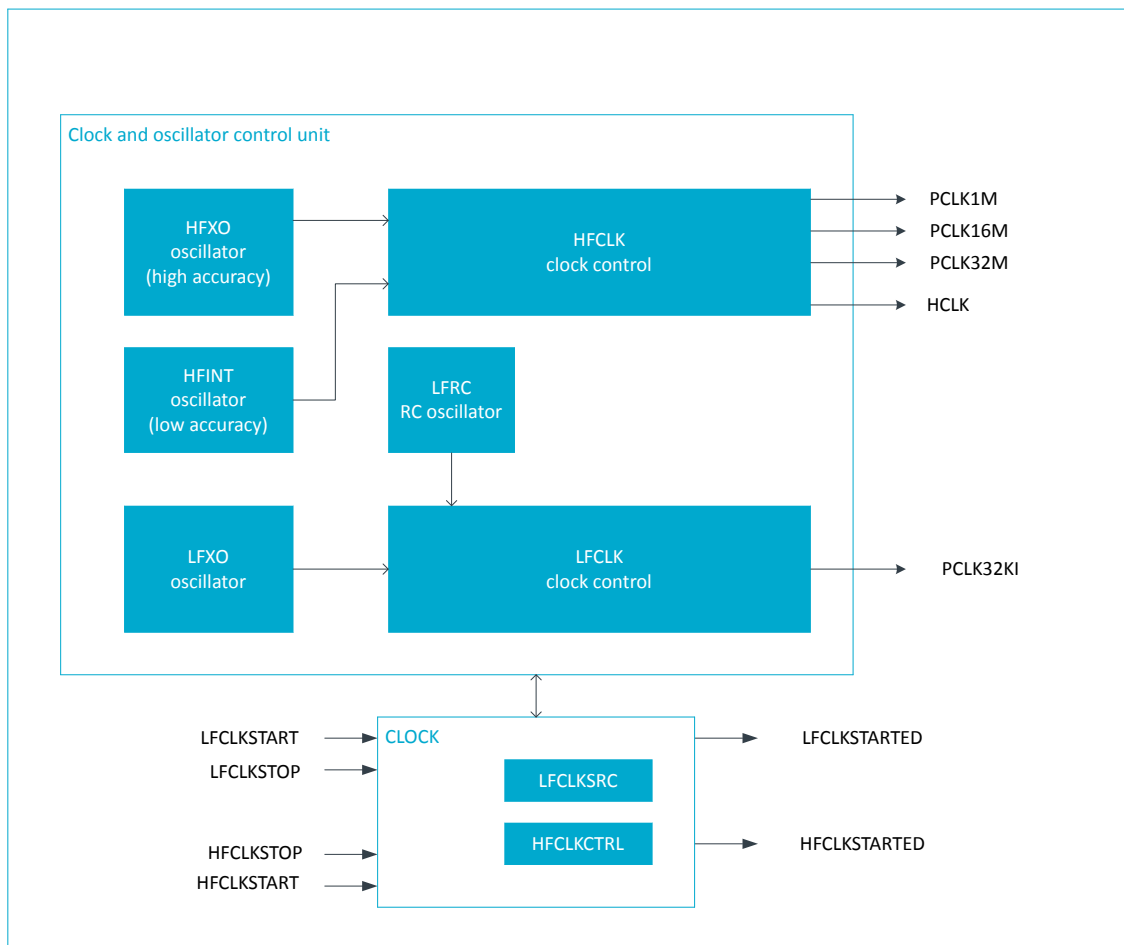 Clock and oscillator control unit
HFXO
oscillator
(high accuracy)
HFCLK
clock control
PCLK1M
PCLK16M
PCLK32M
HCLK
HFINT
oscillator
(low accuracy)
LFRC
RC oscillator
LFXO
oscillator
LFCLK
clock control
PCLK32KI
CLOCK
LFCLKSTART
LFCLKSTOP
HFCLKSTOP
HFCLKSTART
LFCLKSRC
HFCLKCTRL
LFCLKSTARTED
HFCLKSTARTED